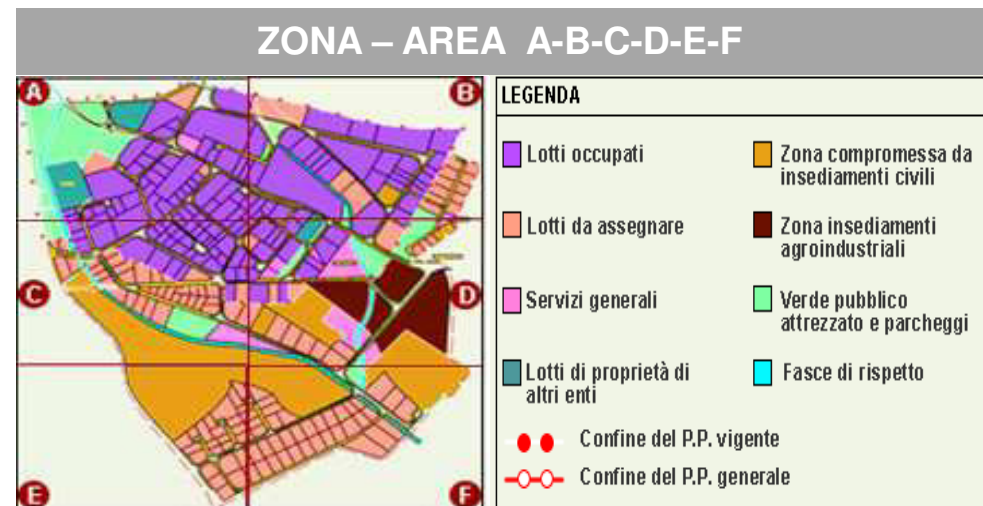 ZONA – AREA A-B-C-D-E-F
A
B
C
D
E
F
LEGENDA
Lotti occupati
Zona compromessa da
insediamenti civili
Lotti da assegnare
Zona insediamenti
agroindustriali
Servizi generali
Verde pubblico
attrezzato e parcheggi
Lotti di proprietà di
altri enti
Fasce di rispetto
Confine del P.P. vigente
Confine del P.P. generale